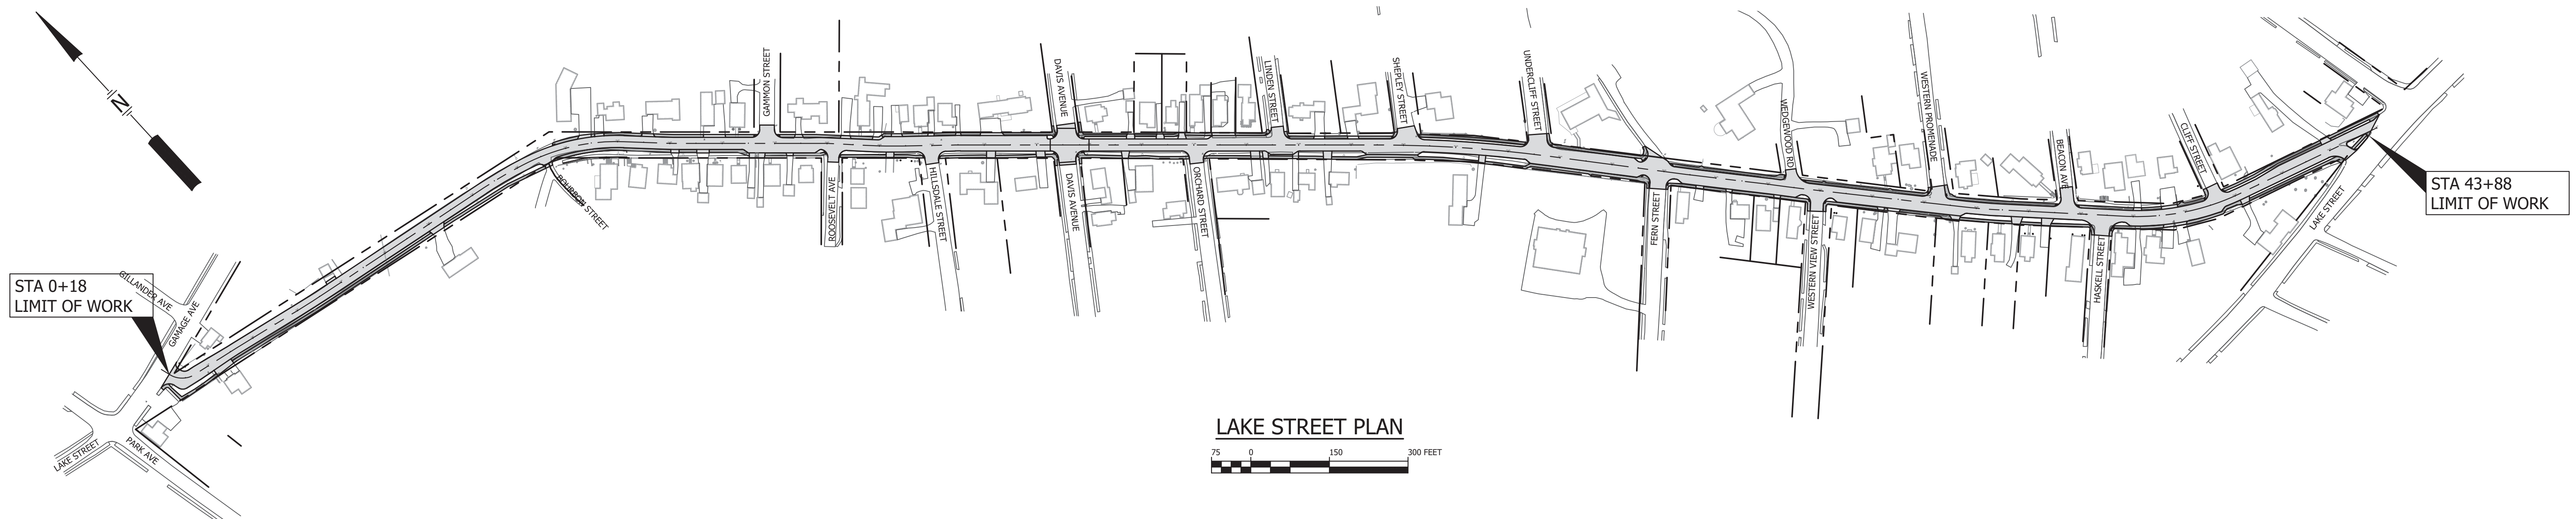 N
GAMMON STREET
DAVIS AVENUE
LINDEN STREET
SHEPLEY STREET
UNDERCLIFF STREET
WEDGEWOOD RD
WESTERN PROMENADE
BEACON AVE
CLIFF STREET
STA 43+88
LIMIT OF WORK
LAKE STREET
BOURBON STREET
ROOSEVELT AVE
HILLSDALE STREET
DAVIS AVENUE
ORCHARD STREET
FERN STREET
WESTERN VIEW STREET
HASKELL STREET
STA 0+18
LIMIT OF WORK
GILLANDER AVE
GAMAGE AVE
LAKE STREET
PARK AVE
LAKE STREET PLAN
75 0 150 300 FEET